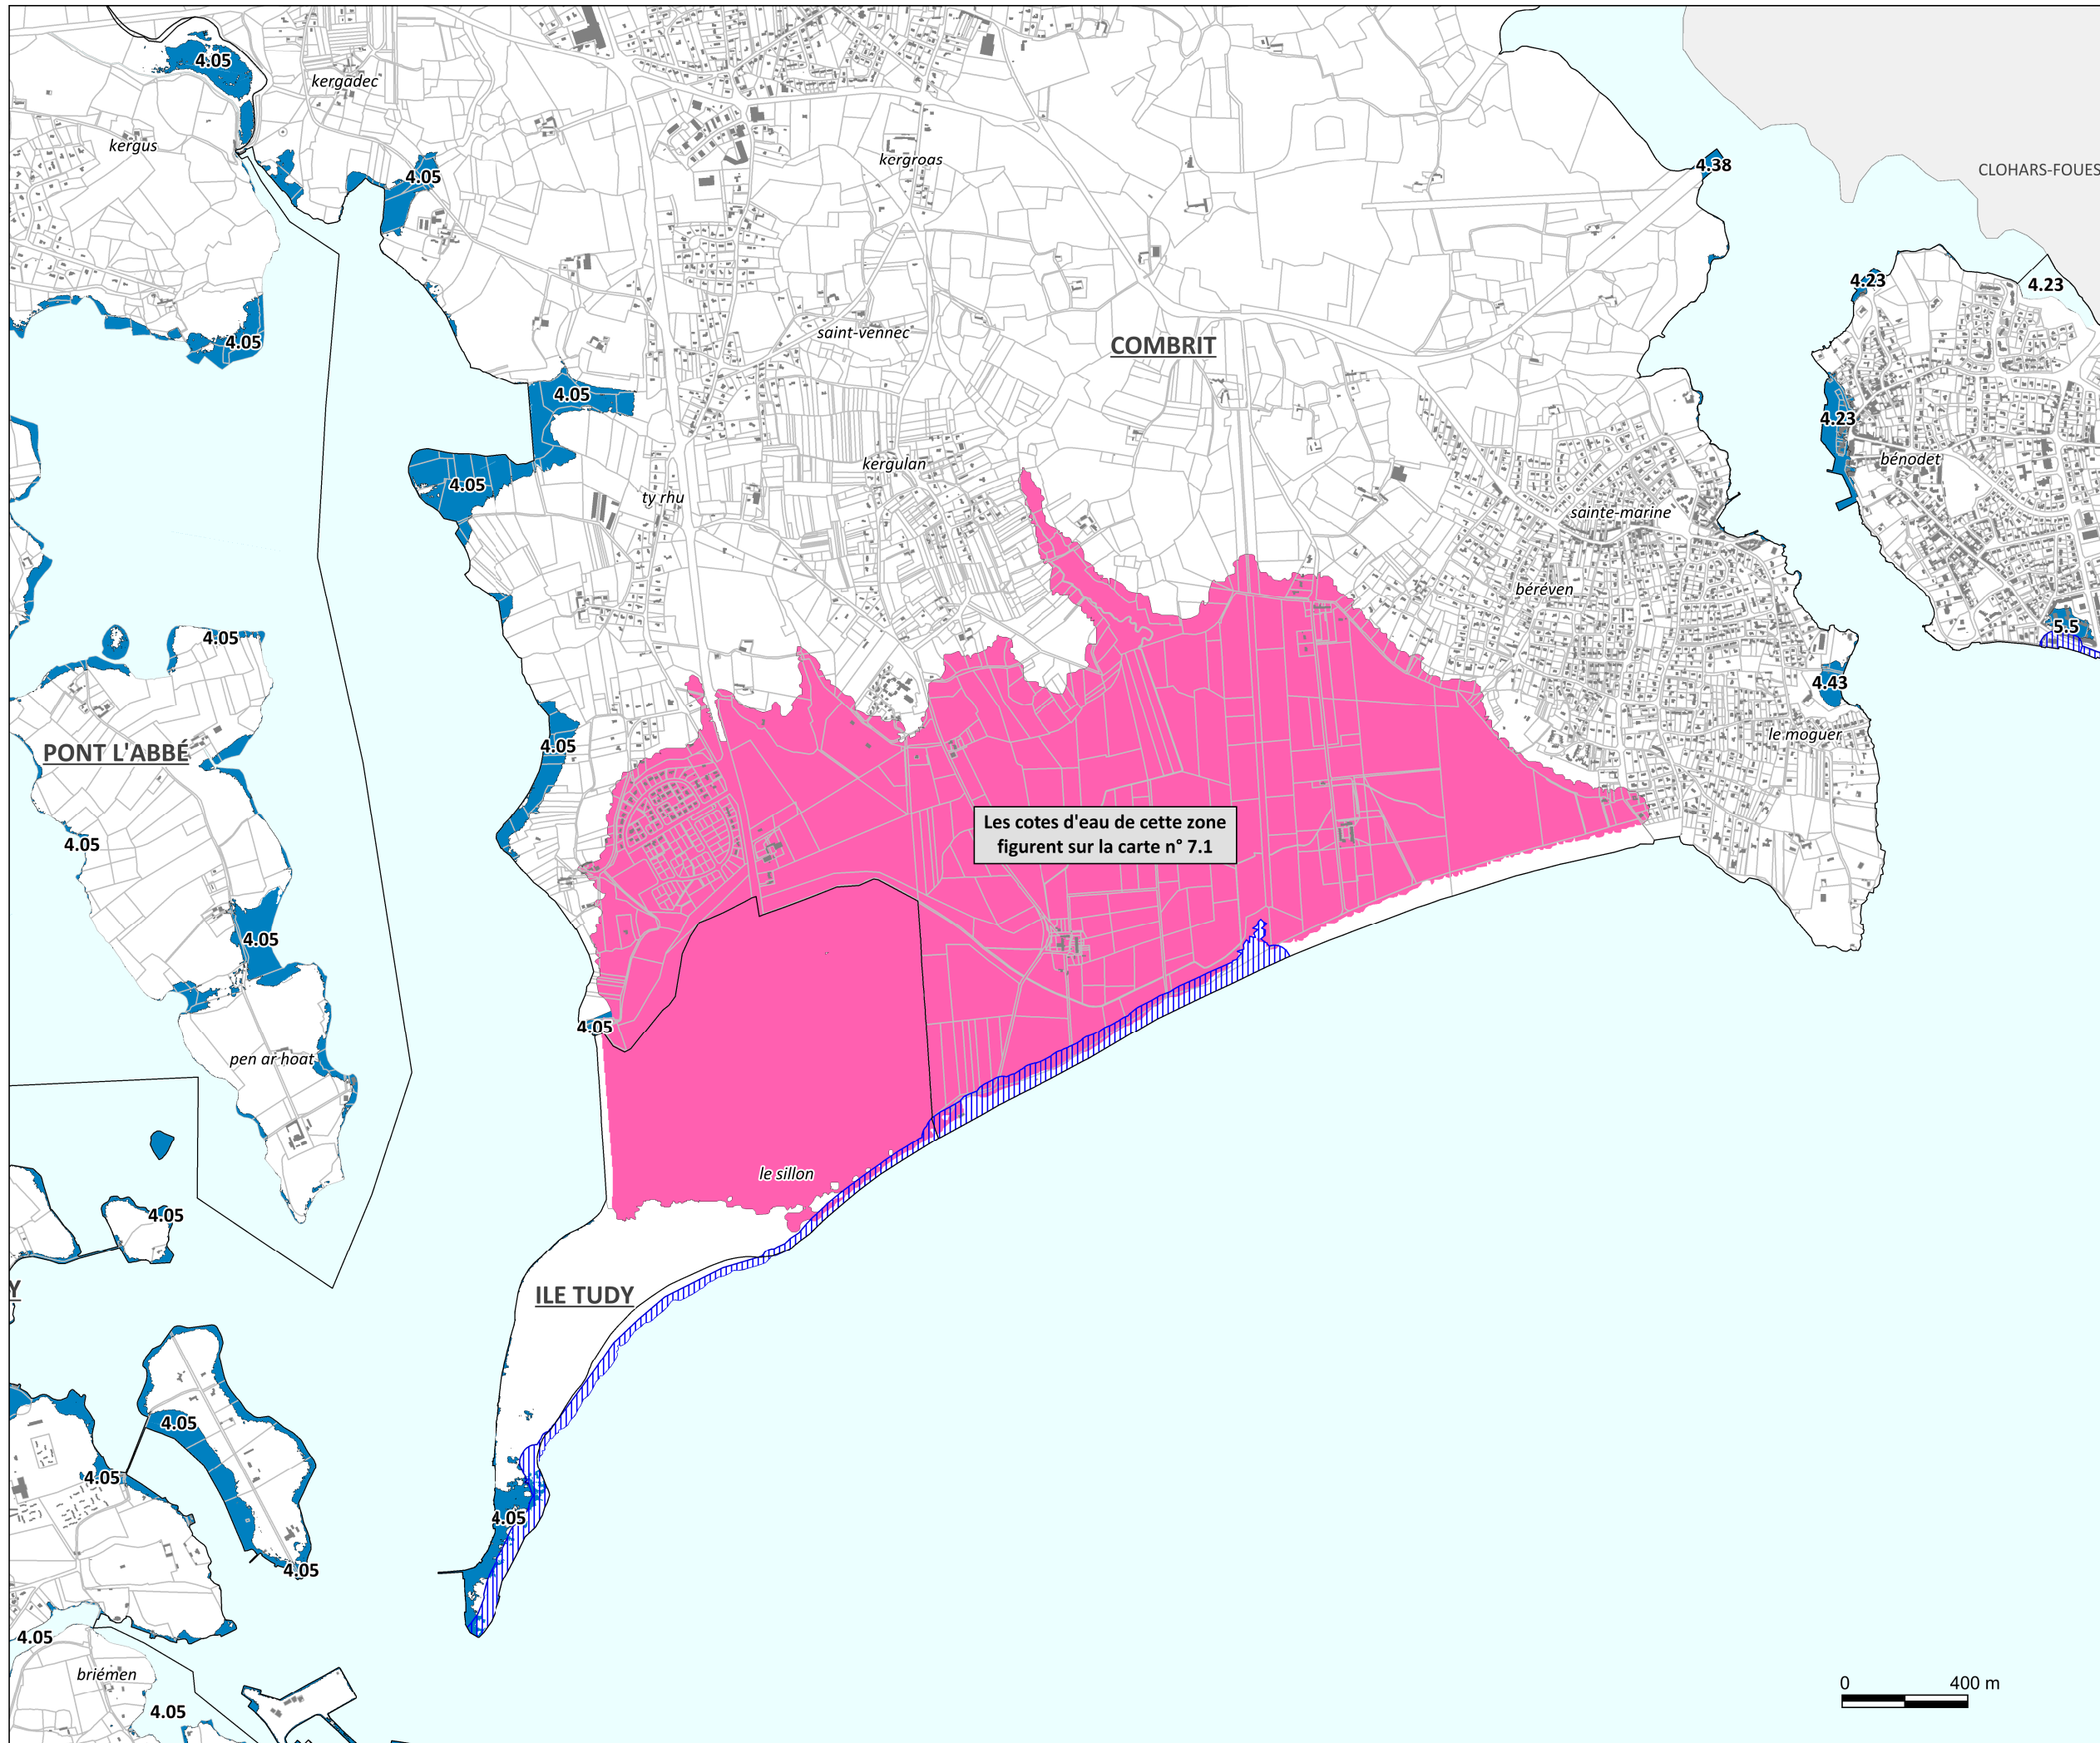 4.05
kergadec
kergus
4.05
kergroas
4.38
CLOHARS-FOUES
4.23
4.23
saint-vennec
COMBRIT
4.05
4.05
4.23
bénodet
kergulan
4.05
ty rhu
sainte-marine
béréven
5.5
4.05
4.43
le moguer
PONT L'ABBÉ
4.05
4.05
Les cotes d'eau de cette zone
figurent sur la carte n° 7.1
4.05
4.05
pen ar hoat
le sillon
4.05
Y
ILE TUDY
4.05
4.05
4.05
4.05
4.05
briémen
4.05
0 400 m